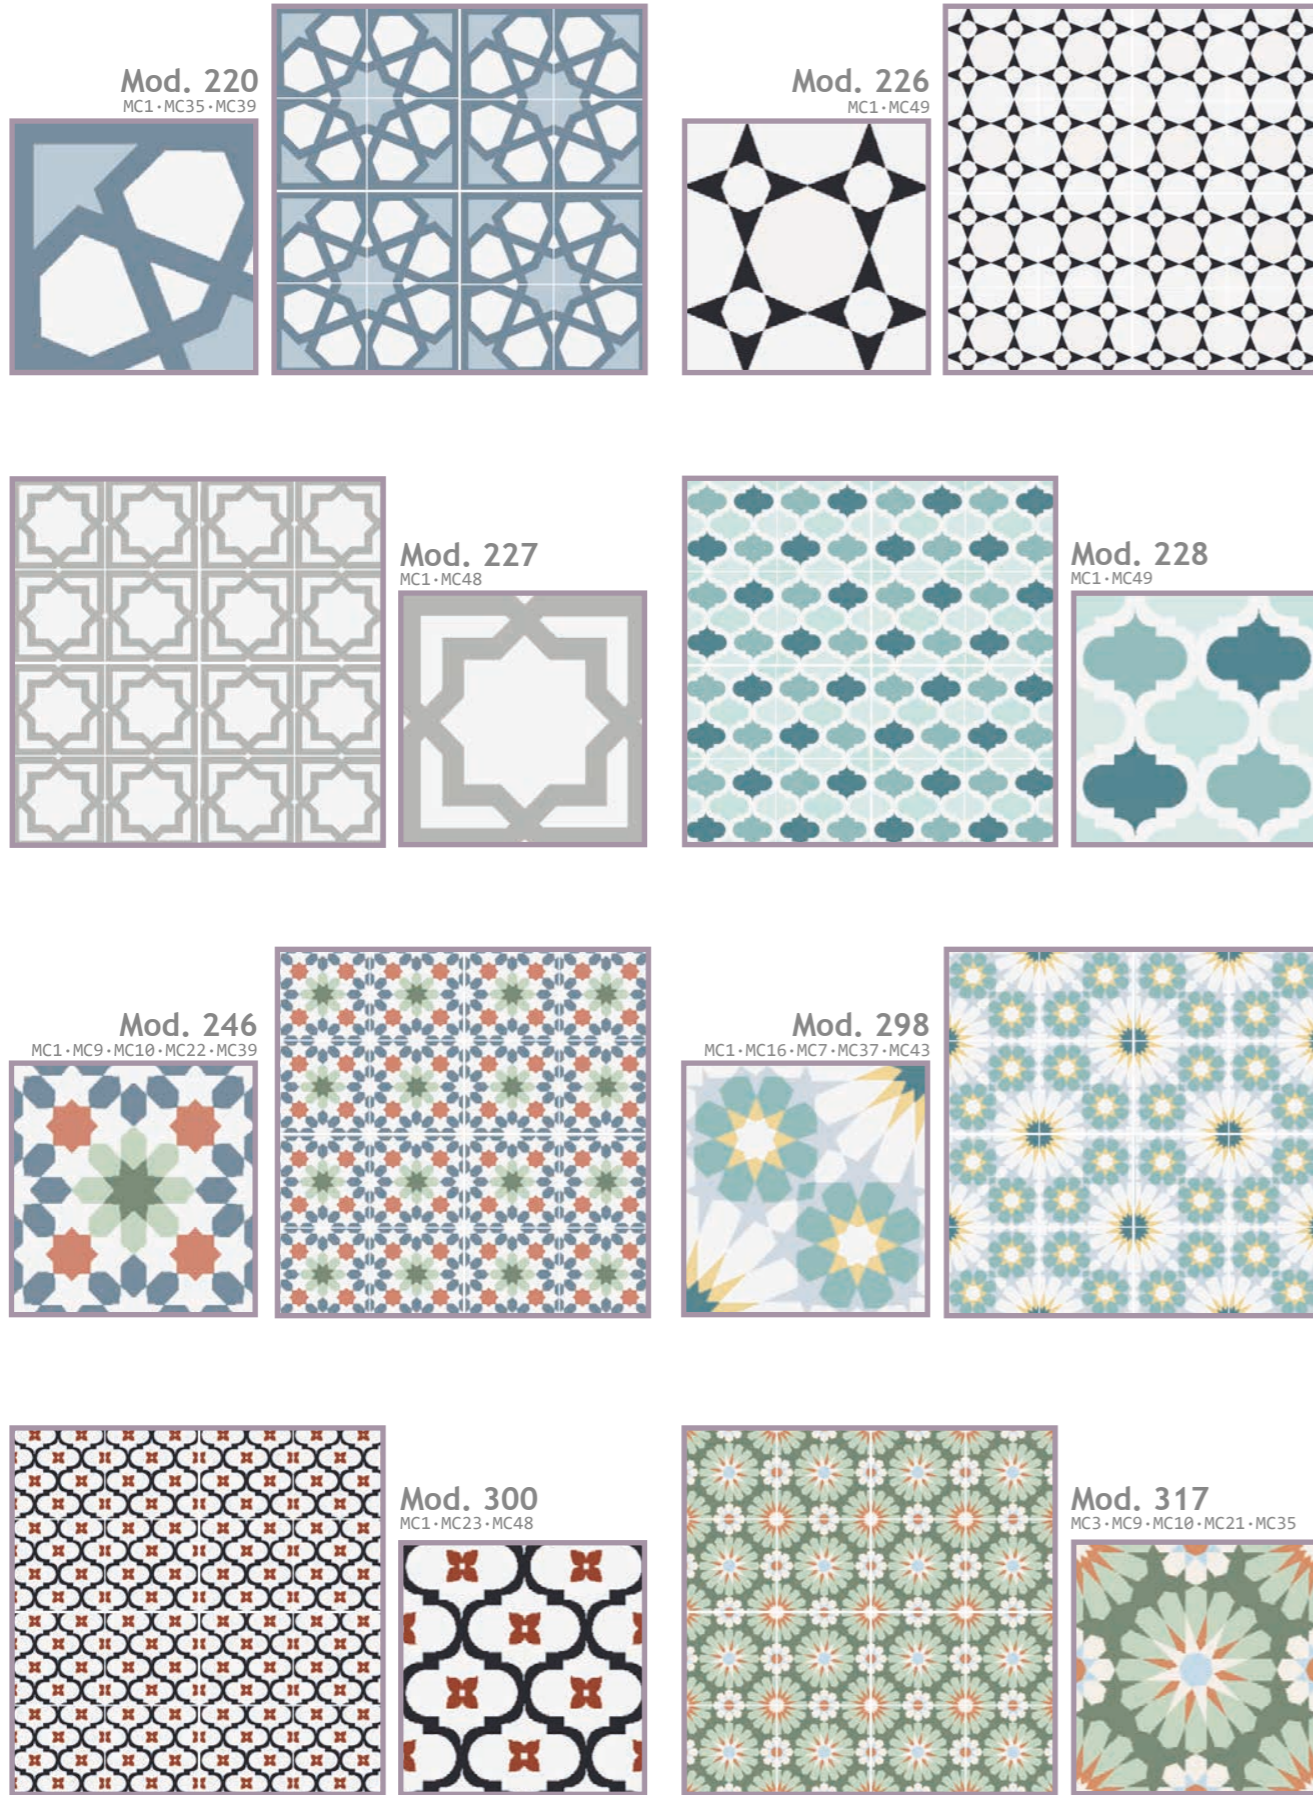 Mod. 220
MC1·MC35·MC39
Mod. 226
MC1·MC49
Mod. 227
MC1·MC48
Mod. 228
MC1·MC49
Mod. 246
MC1·MC9·MC10·MC22·MC39
Mod. 298
MC1·MC16·MC7·MC37·MC43
Mod. 300
MC1·MC23·MC48
Mod. 317
MC3·MC9·MC10·MC21·MC35